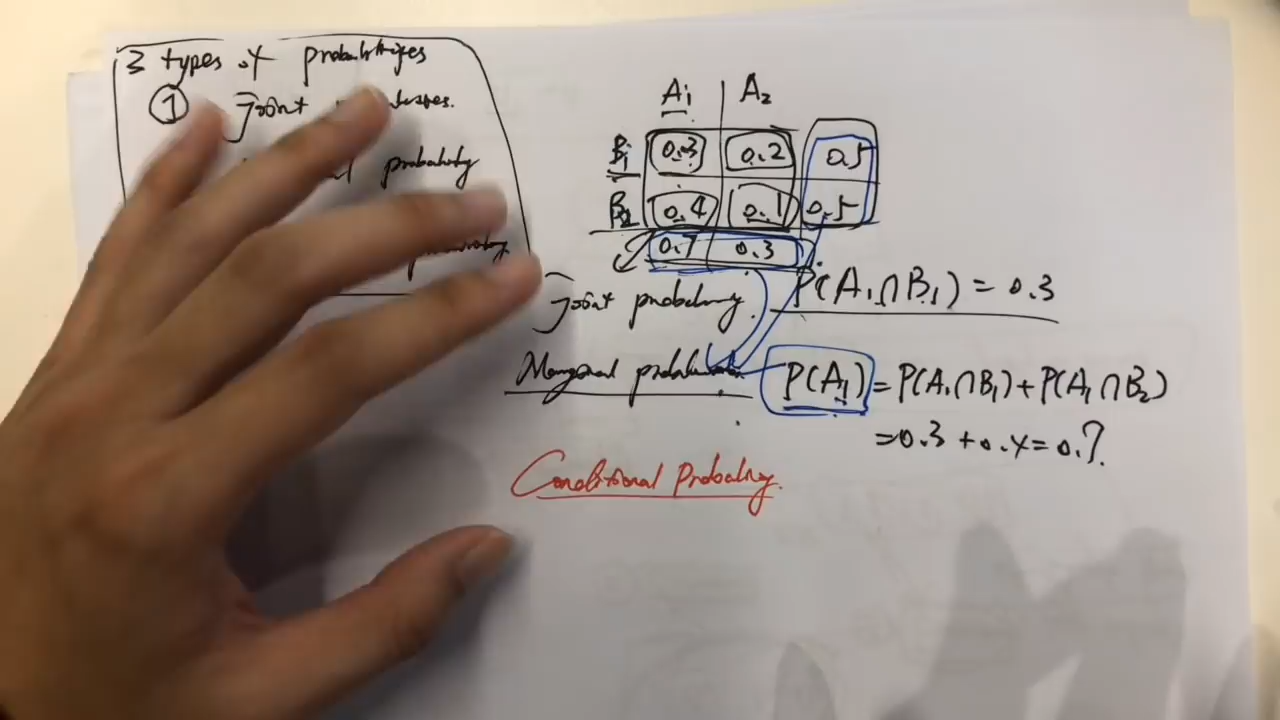 3 types of probabilities
① Joint
probability
A₁ A₂
B₁ 0.3 0.2 0.5
B₂ 0.4 0.1 0.5
0.7 0.3
Joint probability. P(A₁∩B₁) = 0.3
Marginal P(A₁) = P(A₁∩B₁) + P(A₁∩B₂)
= 0.3 + 0.4 = 0.7
Conditional Probability.